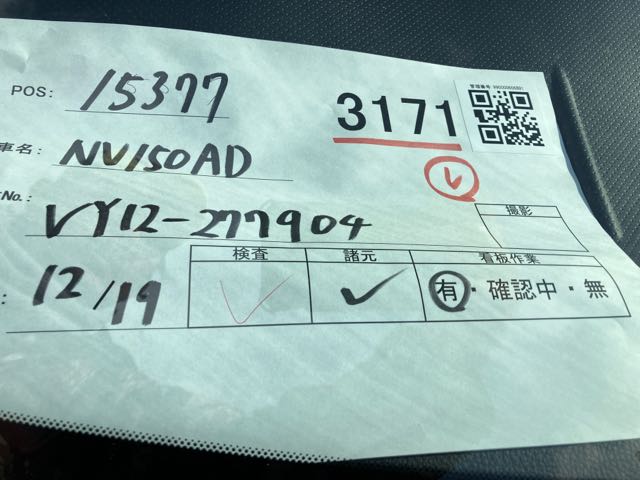 POS: 15377
3171
車名: NV150AD
No.: VY12-277904
撮影
: 12/19
検査
諸元
看板作業
有・確認中・無